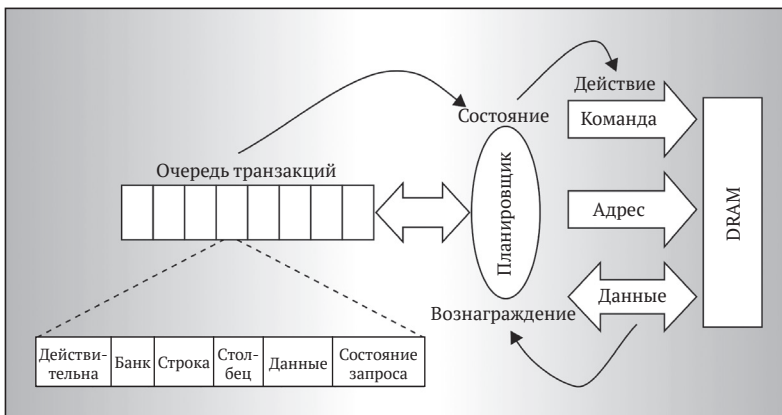 Действие
Состояние
Команда
Очередь транзакций
Планировщик
Адрес
DRAM
Данные
Вознаграждение
Действи-
тельна
Банк
Строка
Стол-
бец
Данные
Состояние
запроса